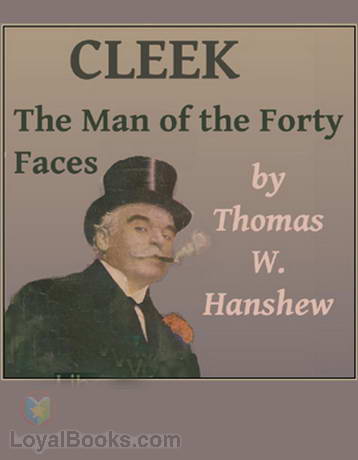 CLEEK
The Man of the Forty
Faces
by
Thomas
W.
Hanshew
LoyalBooks.com